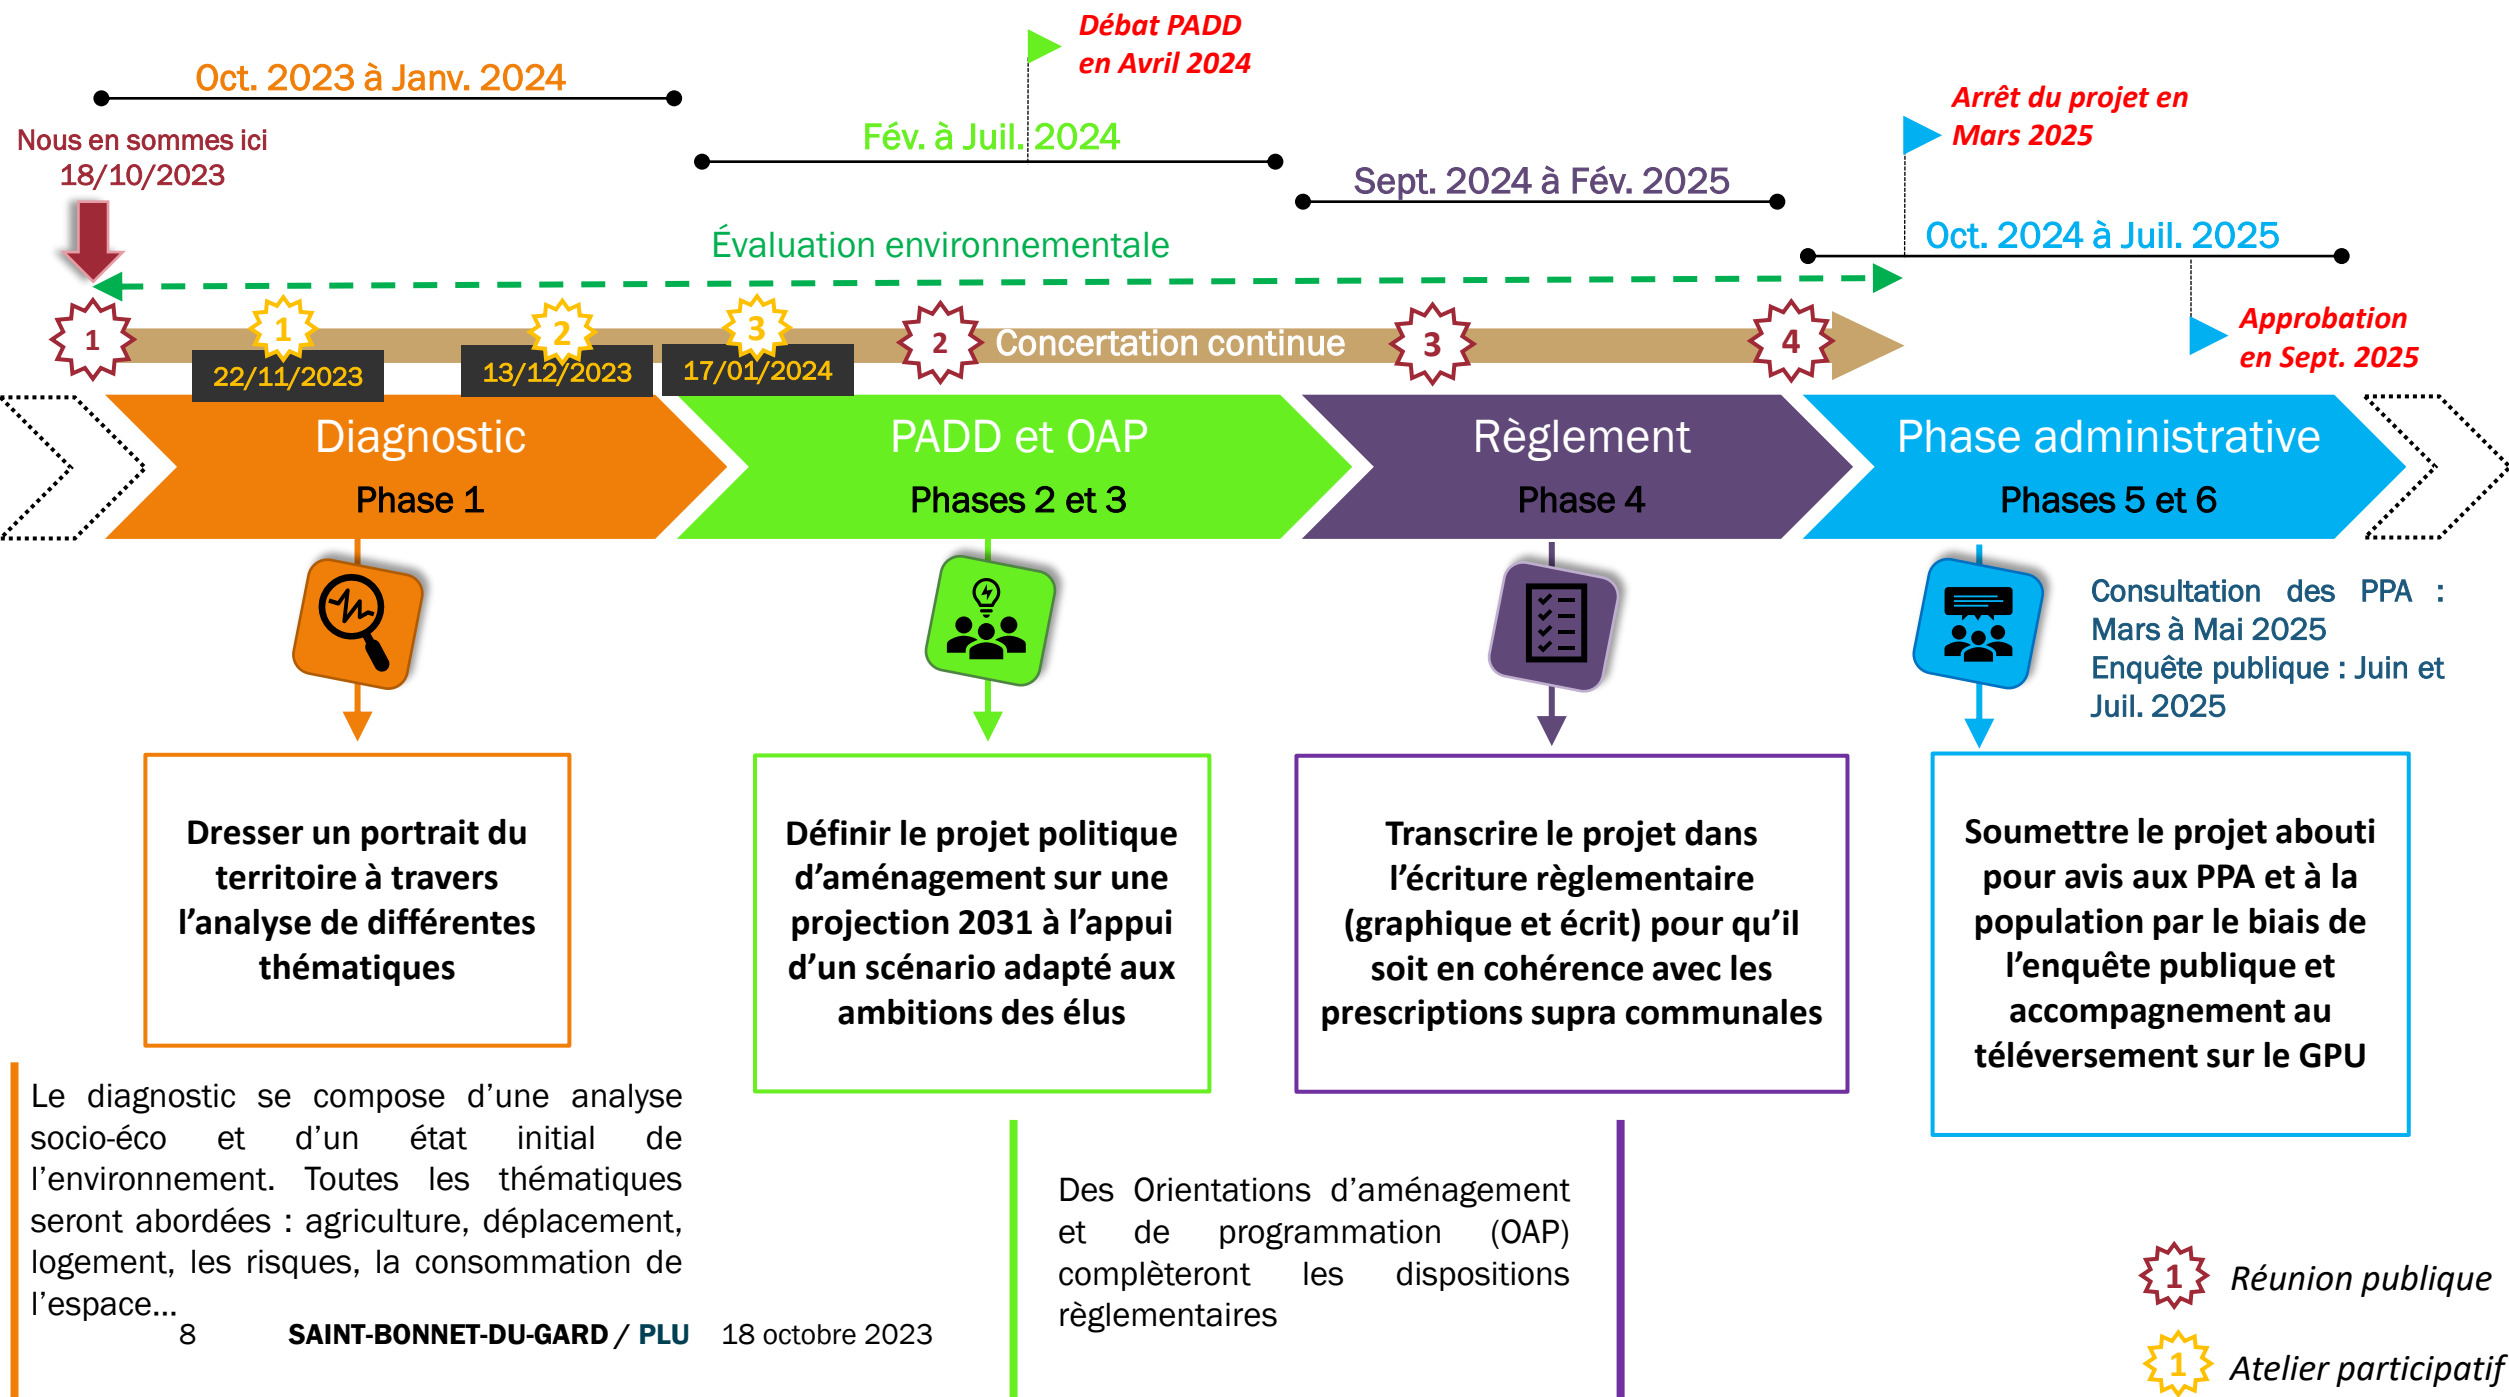 Débat PADD
en Avril 2024
Oct. 2023 à Janv. 2024
Arrêt du projet en
Mars 2025
Nous en sommes ici
18/10/2023
Fév. à Juil. 2024
Sept. 2024 à Fév. 2025
Oct. 2024 à Juil. 2025
Évaluation environnementale
1
1
2
3
2
Concertation continue
3
4
Approbation
en Sept. 2025
22/11/2023
13/12/2023
17/01/2024
Diagnostic
Phase 1
PADD et OAP
Phases 2 et 3
Règlement
Phase 4
Phase administrative
Phases 5 et 6
Consultation des PPA :
Mars à Mai 2025
Enquête publique : Juin et
Juil. 2025
Dresser un portrait du
territoire à travers
l’analyse de différentes
thématiques
Définir le projet politique
d’aménagement sur une
projection 2031 à l’appui
d’un scénario adapté aux
ambitions des élus
Transcrire le projet dans
l’écriture règlementaire
(graphique et écrit) pour qu’il
soit en cohérence avec les
prescriptions supra communales
Soumettre le projet abouti
pour avis aux PPA et à la
population par le biais de
l’enquête publique et
accompagnement au
téléversement sur le GPU
Le diagnostic se compose d’une analyse
socio-éco et d’un état initial de
l’environnement. Toutes les thématiques
seront abordées : agriculture, déplacement,
logement, les risques, la consommation de
l’espace...
Des Orientations d’aménagement
et de programmation (OAP)
complèteront les dispositions
règlementaires
1 Réunion publique
1 Atelier participatif
8 SAINT-BONNET-DU-GARD / PLU 18 octobre 2023